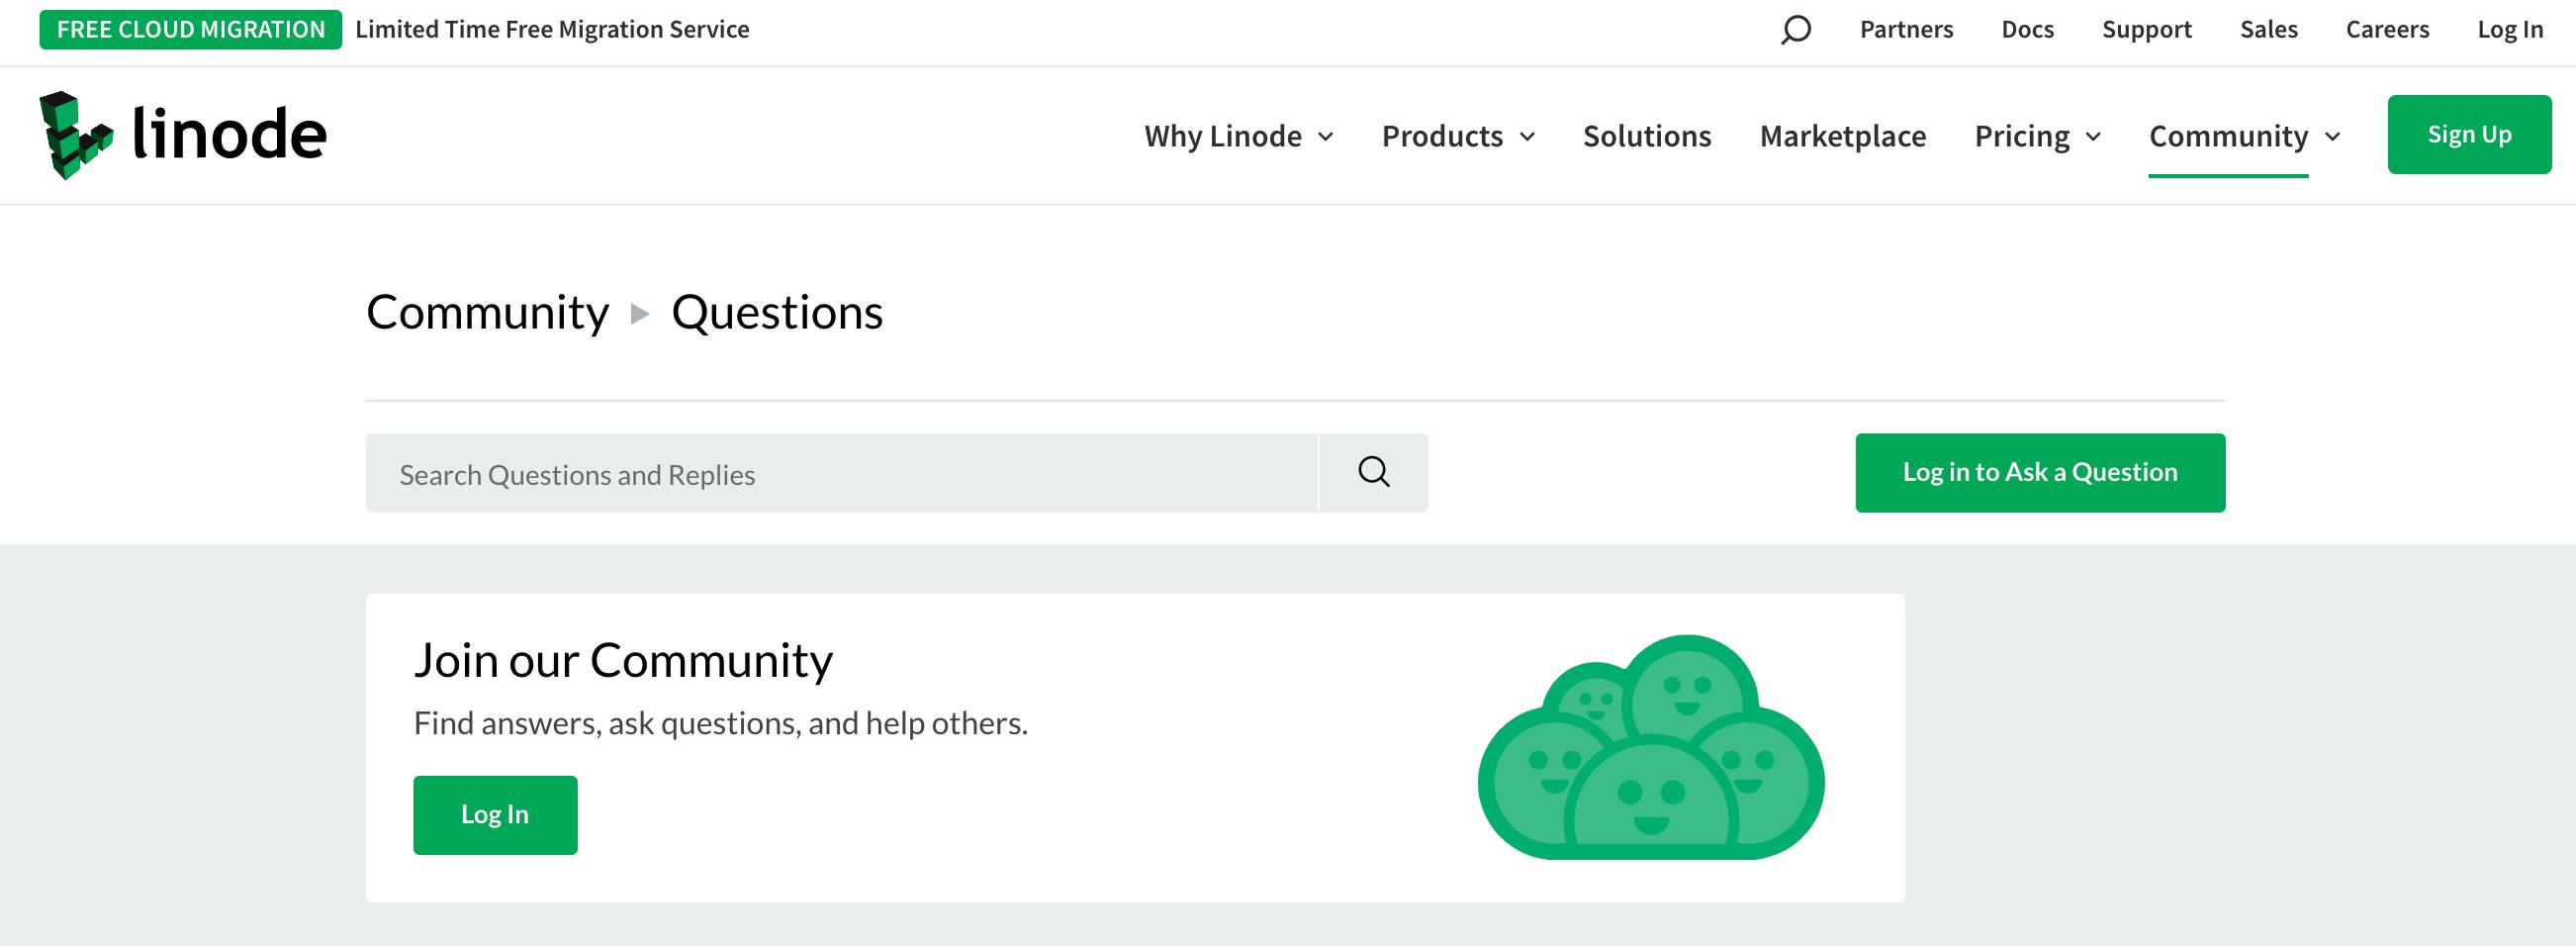 FREE CLOUD MIGRATION Limited Time Free Migration Service Partners Docs Support Sales Careers Log In
linode Why Linode Products Solutions Marketplace Pricing Community Sign Up
Community Questions
Search Questions and Replies Log in to Ask a Question
Join our Community
Find answers, ask questions, and help others.
Log In